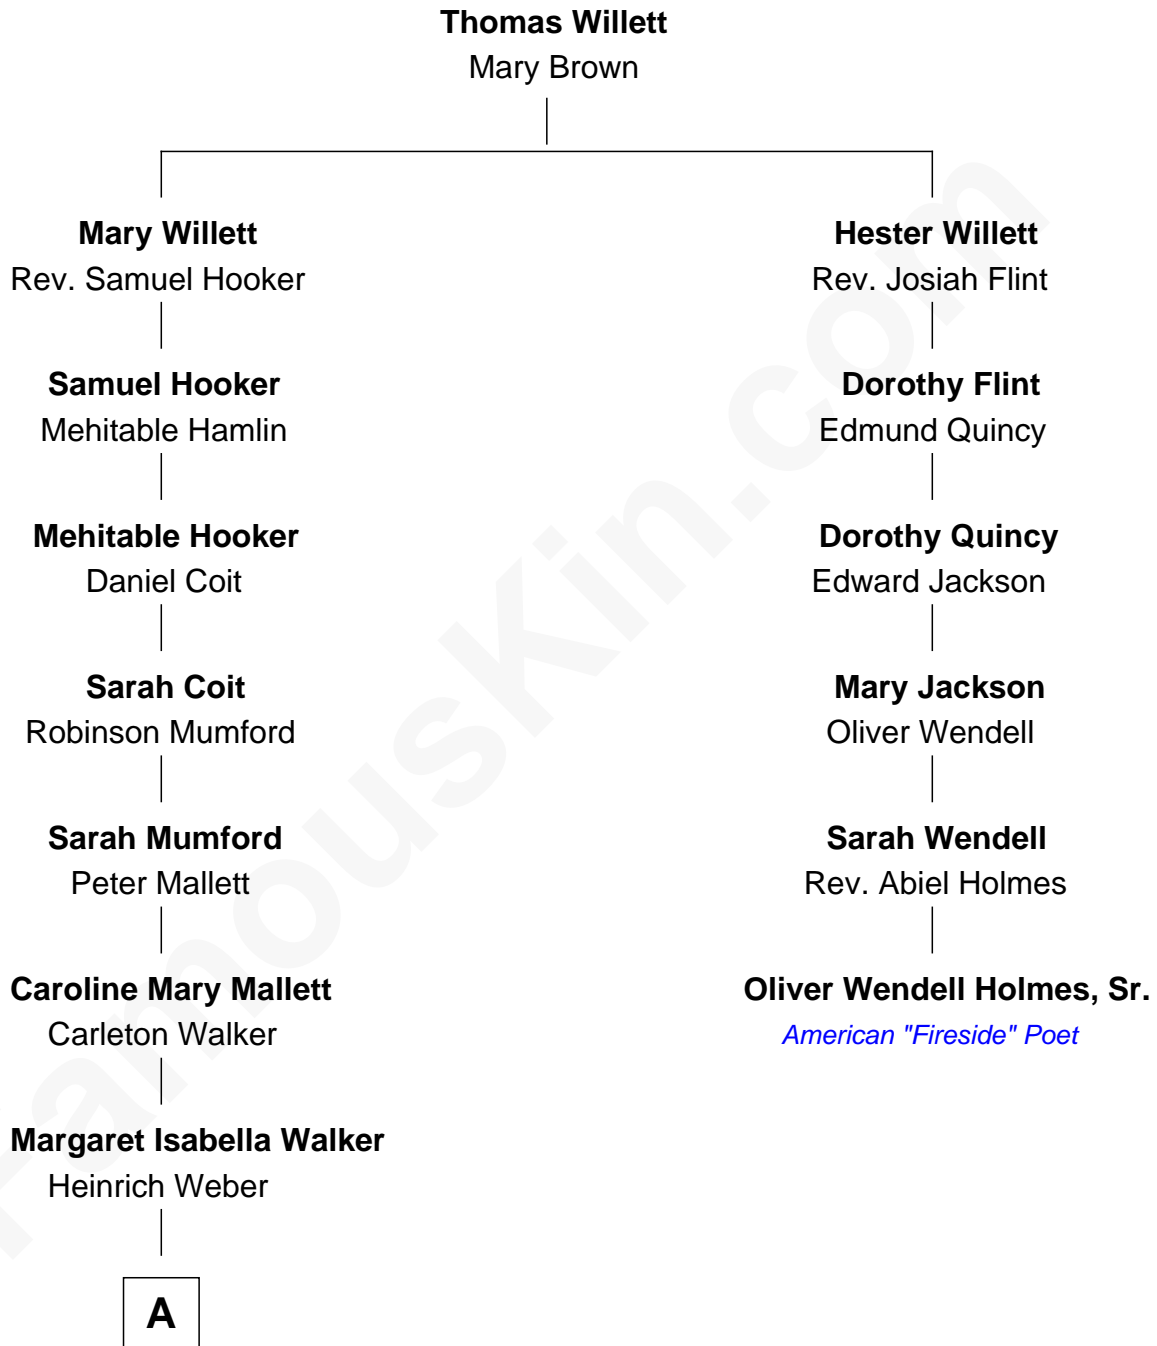 Thomas Willett
Mary Brown
Mary Willett
Rev. Samuel Hooker
Hester Willett
Rev. Josiah Flint
Samuel Hooker
Mehitable Hamlin
Dorothy Flint
Edmund Quincy
Mehitable Hooker
Daniel Coit
Dorothy Quincy
Edward Jackson
Sarah Coit
Robinson Mumford
Mary Jackson
Oliver Wendell
Sarah Mumford
Peter Mallett
Sarah Wendell
Rev. Abiel Holmes
Caroline Mary Mallett
Carleton Walker
Oliver Wendell Holmes, Sr.
American "Fireside" Poet
Margaret Isabella Walker
Heinrich Weber
A
FamousKin.com